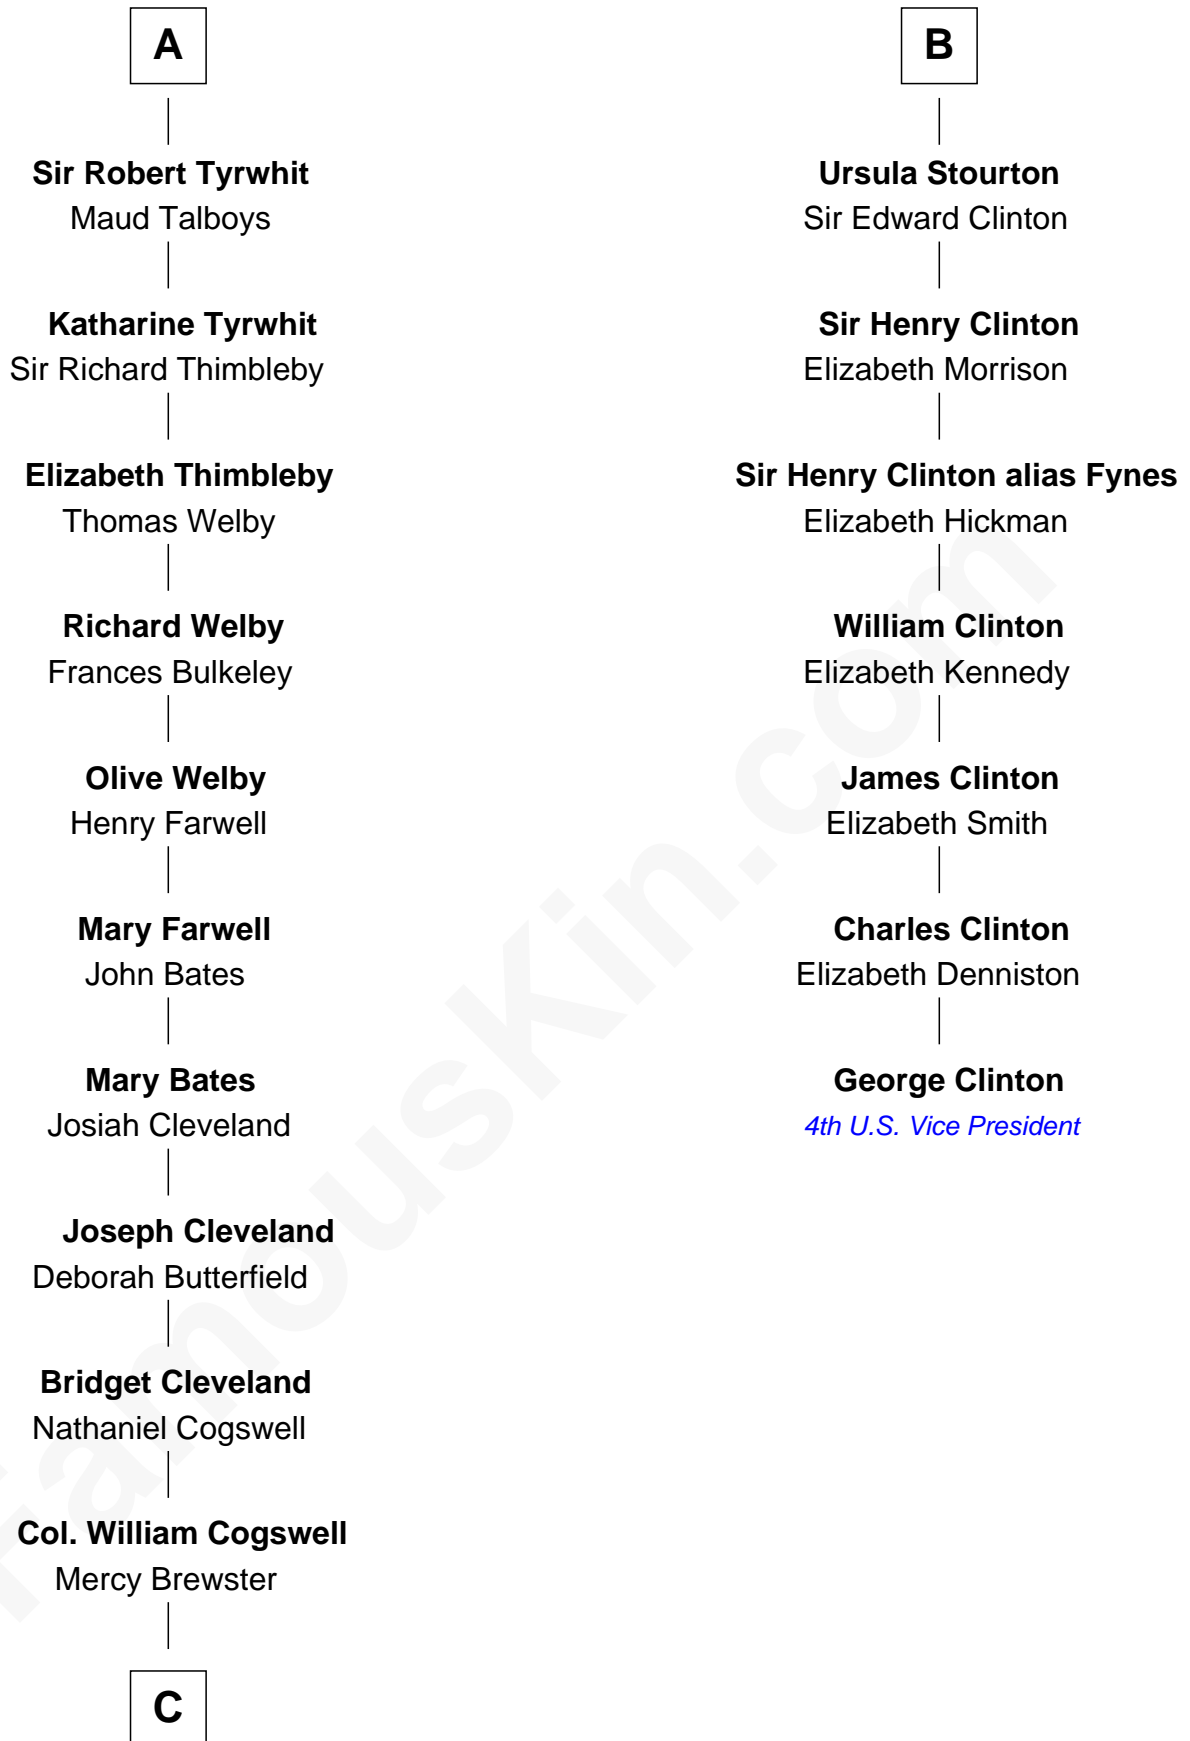 A
Sir Robert Tyrwhit
Maud Talboys
Katharine Tyrwhit
Sir Richard Thimbleby
Elizabeth Thimbleby
Thomas Welby
Richard Welby
Frances Bulkeley
Olive Welby
Henry Farwell
Mary Farwell
John Bates
Mary Bates
Josiah Cleveland
Joseph Cleveland
Deborah Butterfield
Bridget Cleveland
Nathaniel Cogswell
Col. William Cogswell
Mercy Brewster
C
B
Ursula Stourton
Sir Edward Clinton
Sir Henry Clinton
Elizabeth Morrison
Sir Henry Clinton alias Fynes
Elizabeth Hickman
William Clinton
Elizabeth Kennedy
James Clinton
Elizabeth Smith
Charles Clinton
Elizabeth Denniston
George Clinton
4th U.S. Vice President
FamousKin.com